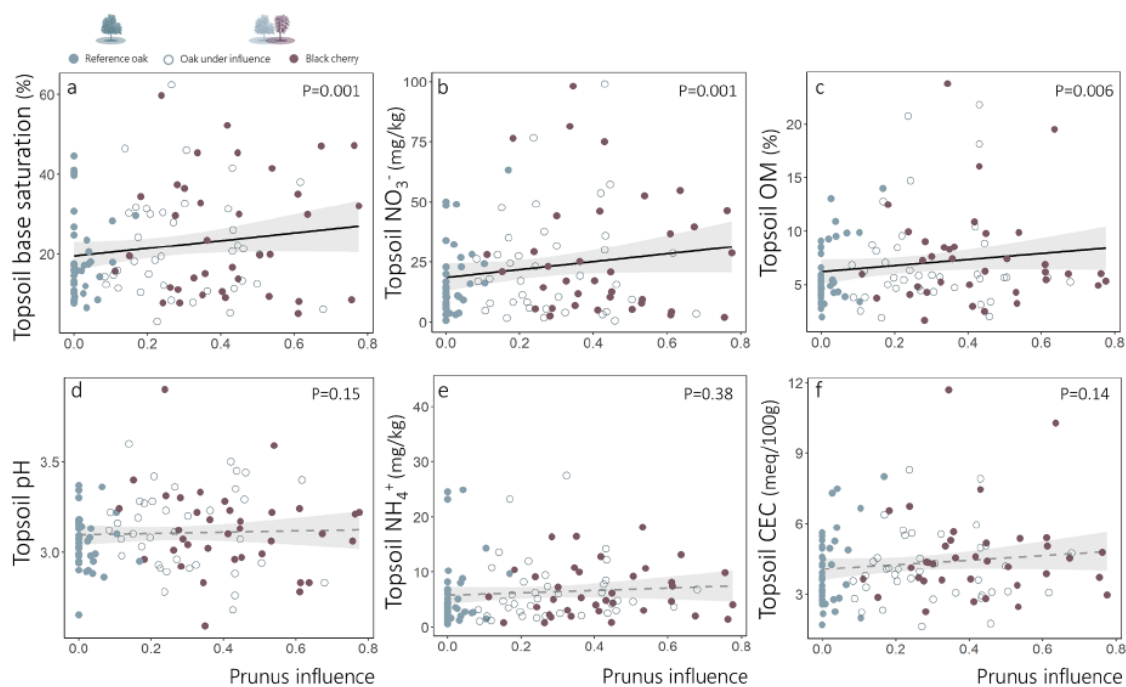 Reference oak Oak under influence Black cherry
a P=0.001
Topsoil base saturation (%)
60
40
20
0.0 0.2 0.4 0.6 0.8
b P=0.001
Topsoil NO₃⁻ (mg/kg)
100
75
50
25
0
0.0 0.2 0.4 0.6 0.8
c P=0.006
Topsoil OM (%)
20
15
10
5
0.0 0.2 0.4 0.6 0.8
d P=0.15
Topsoil pH
3.5
3.0
0.0 0.2 0.4 0.6 0.8
Prunus influence
e P=0.38
Topsoil NH₄⁺ (mg/kg)
40
30
20
10
0
0.0 0.2 0.4 0.6 0.8
Prunus influence
f P=0.14
Topsoil CEC (meq/100g)
12
9
6
3
0.0 0.2 0.4 0.6 0.8
Prunus influence